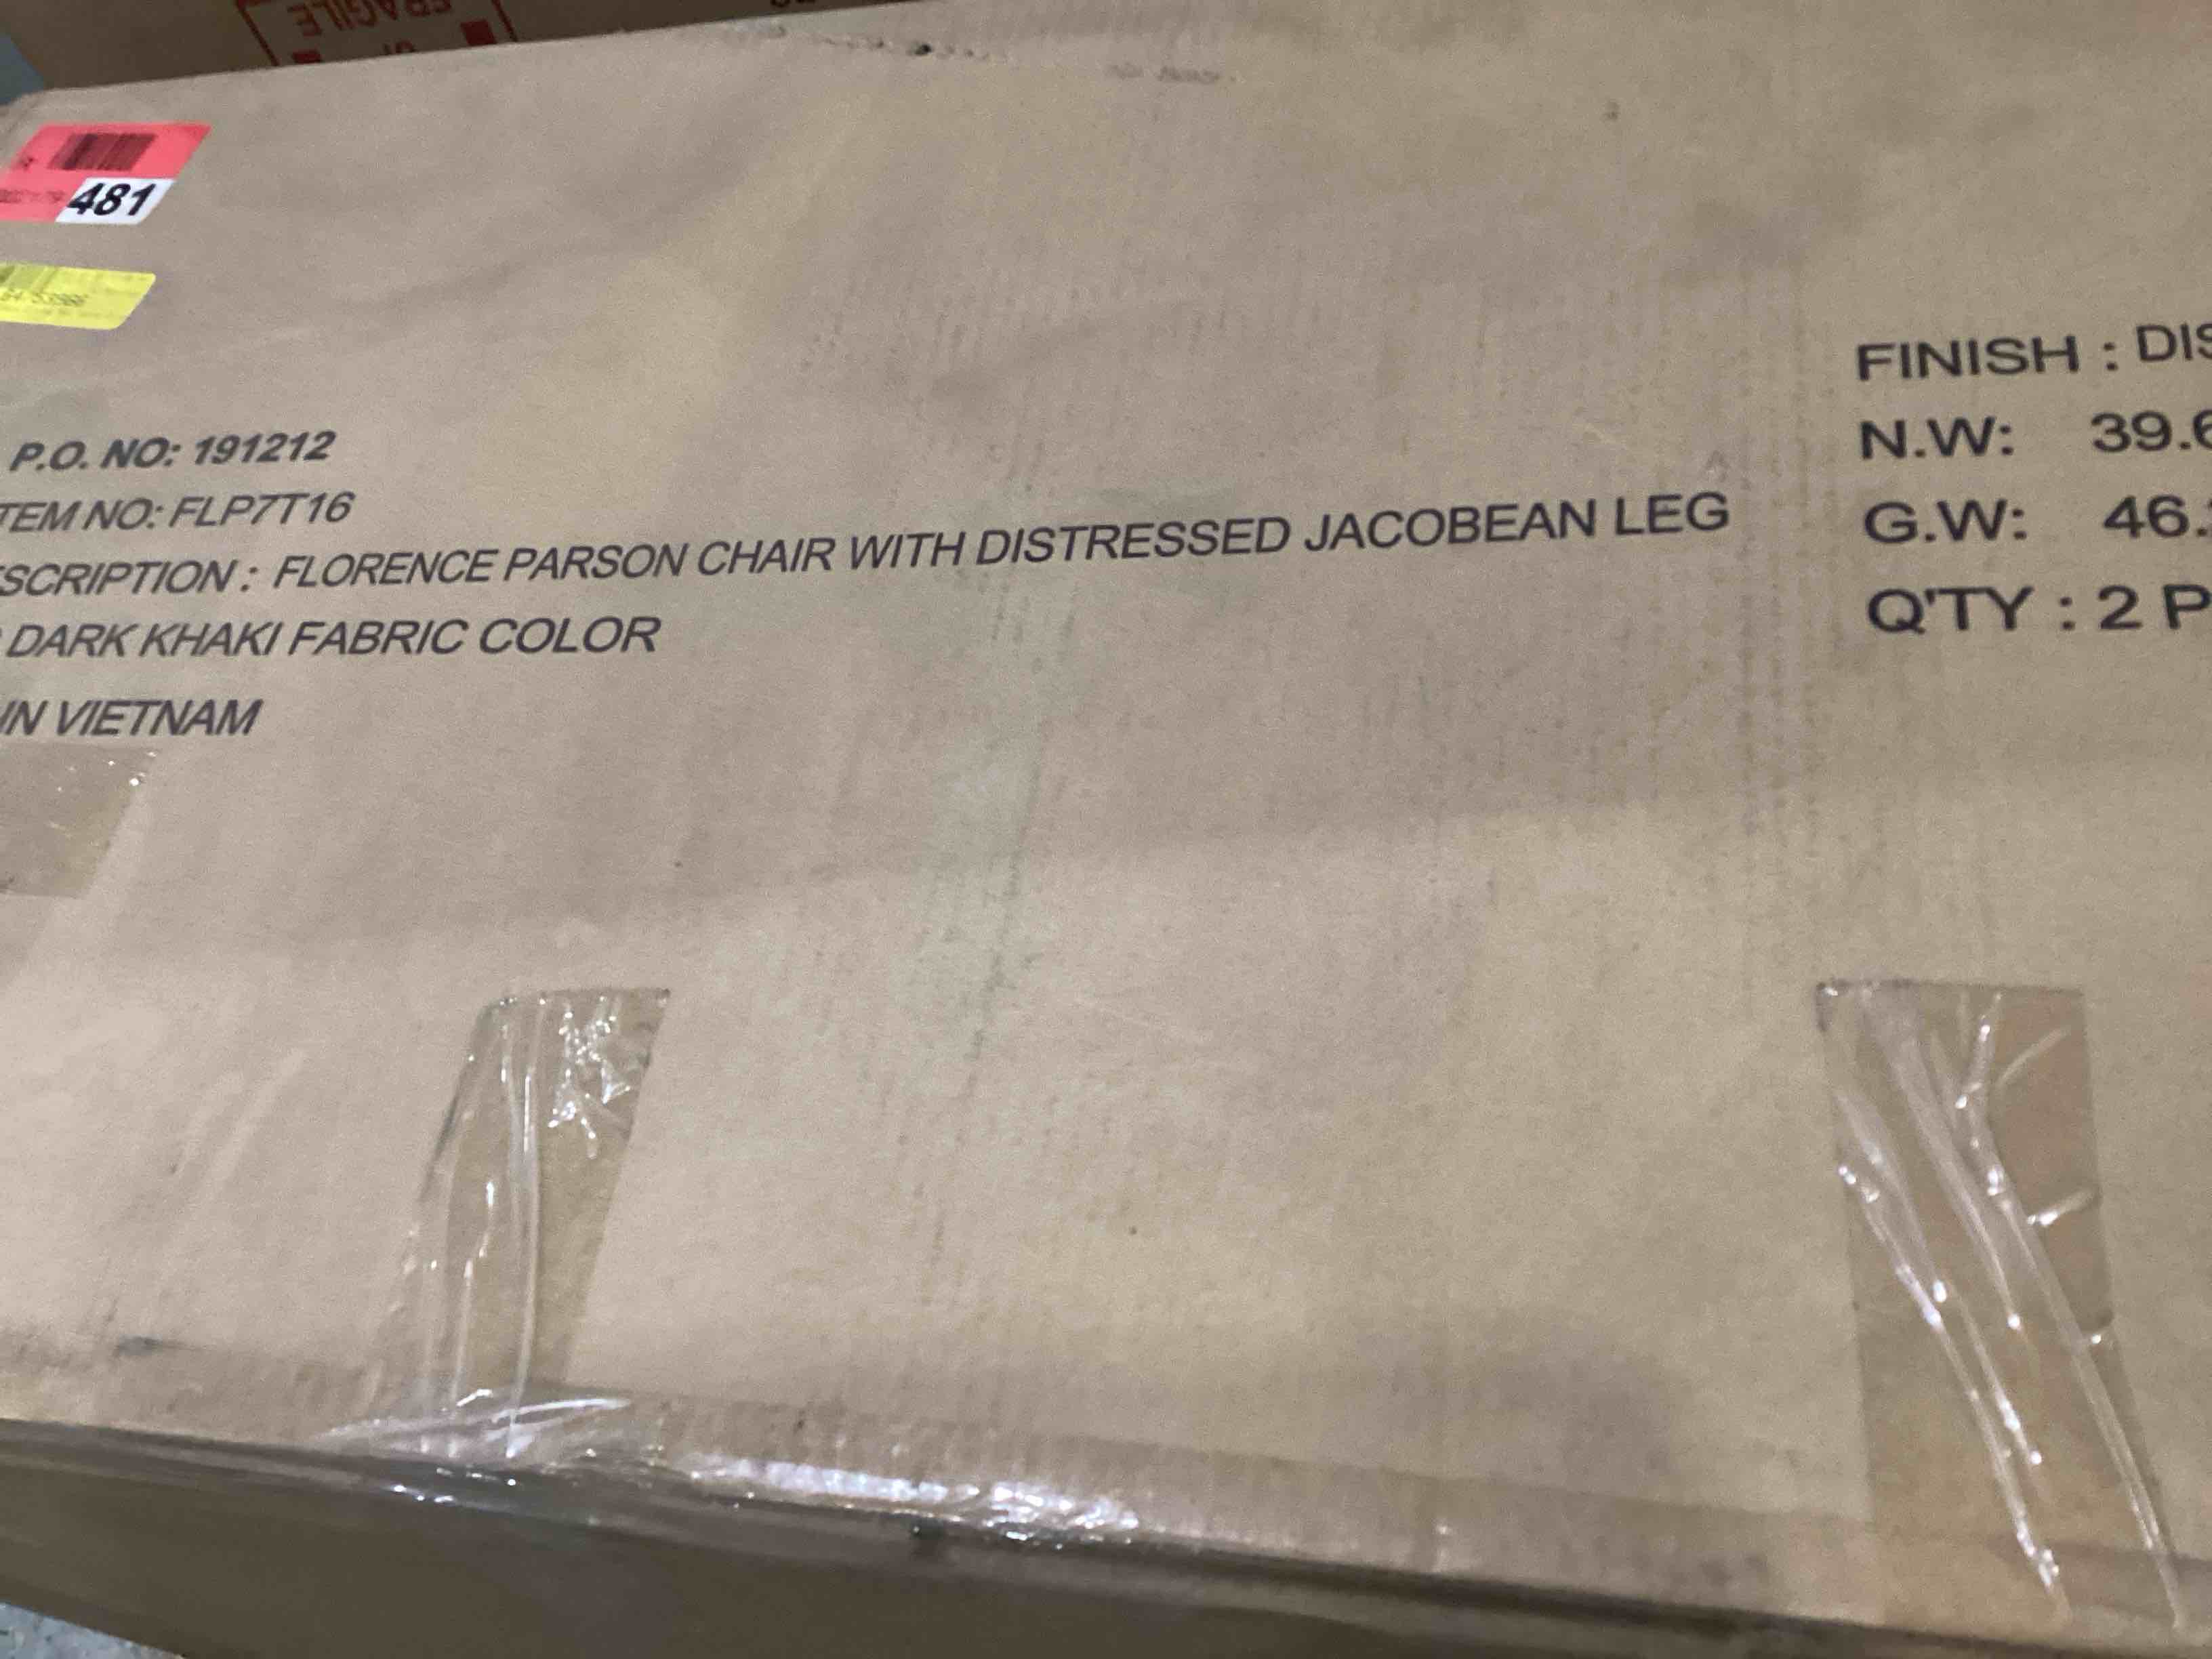 FRAGILE
481
P.O. NO: 191212
TEM NO: FLP7T16
SCRIPTION : FLORENCE PARSON CHAIR WITH DISTRESSED JACOBEAN LEG
DARK KHAKI FABRIC COLOR
IN VIETNAM
FINISH : DIS
N.W: 39.6
G.W: 46.
Q'TY : 2 P